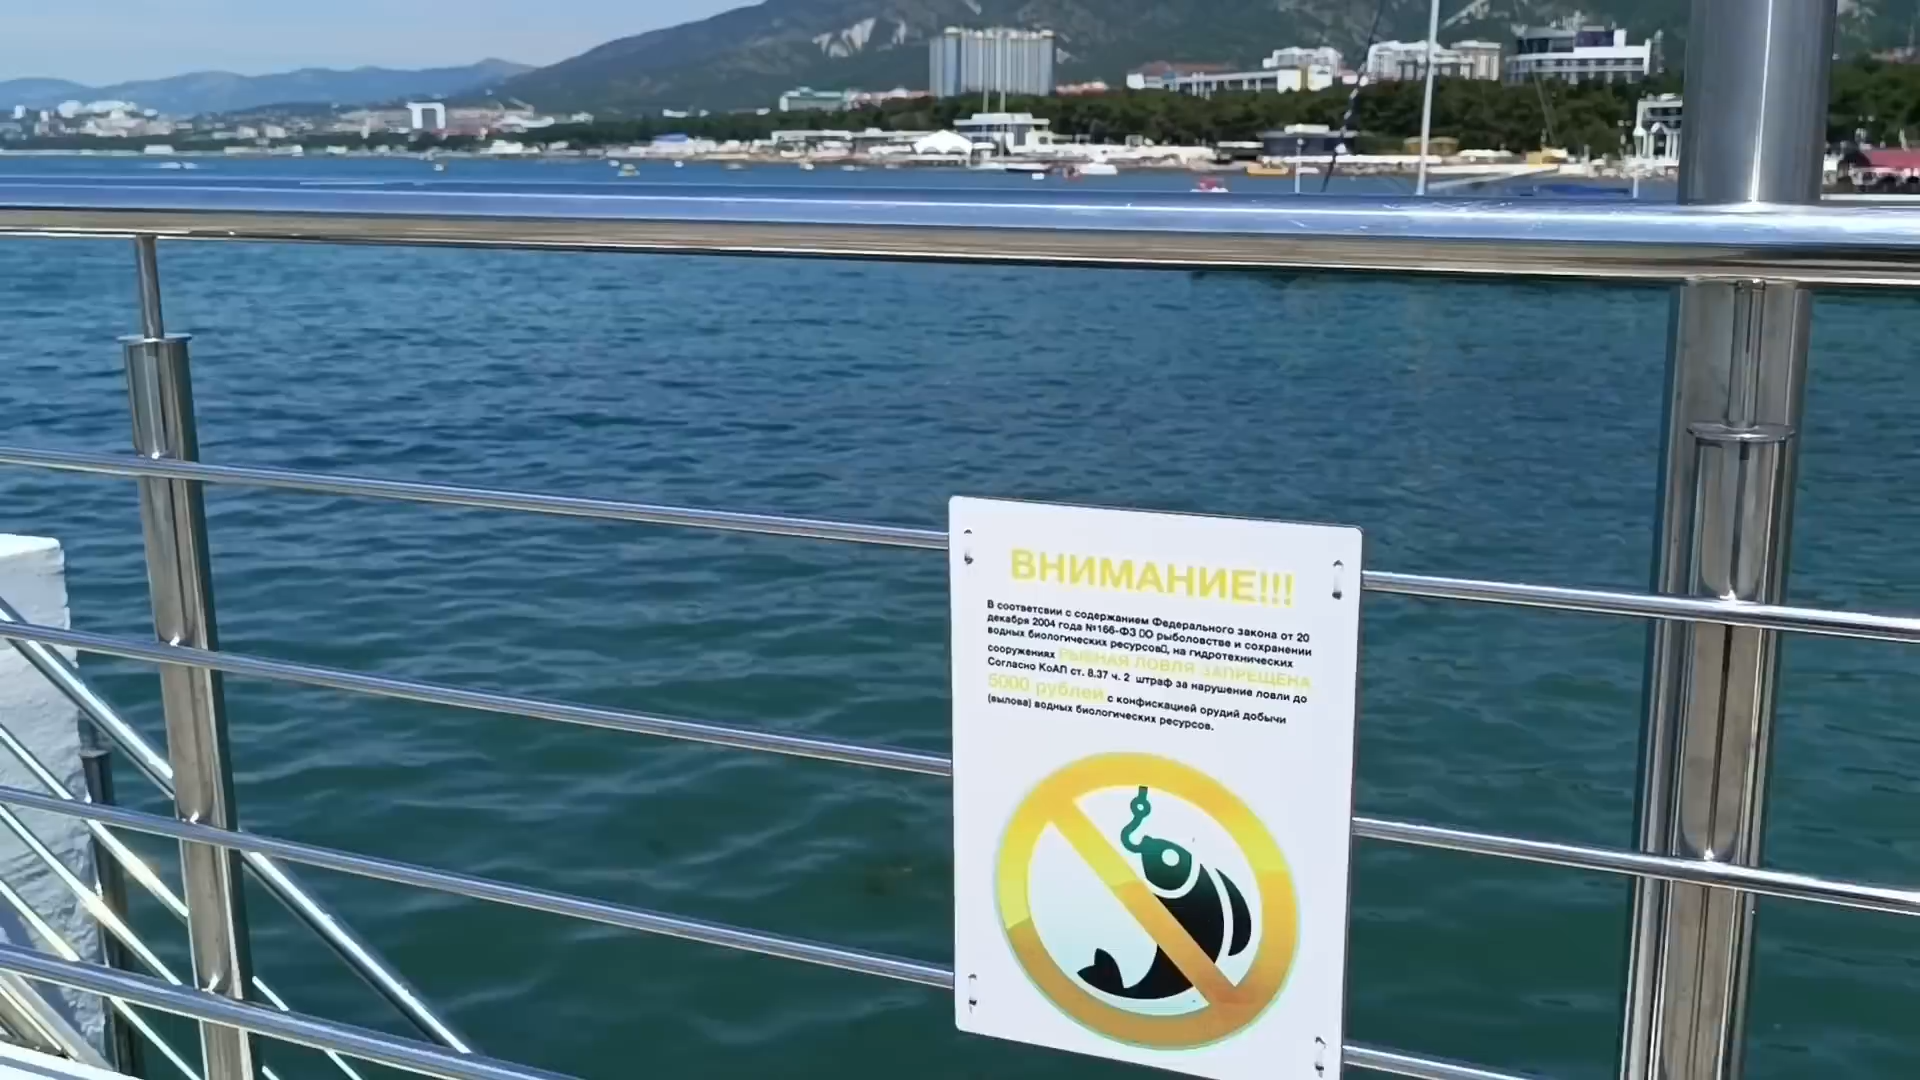 ВНИМАНИЕ!!!
В соответсвии с содержанием Федерального закона от 20
декабря 2004 года №166-ФЗ О рыболовстве и сохранении
водных биологических ресурсов, на гидротехнических
сооружениях РЫБНАЯ ЛОВЛЯ ЗАПРЕЩЕНА
Согласно КоАП ст. 8.37 ч. 2 штраф за нарушение ловли до
5000 рублей с конфискацией орудий добычи
(вылова) водных биологических ресурсов.